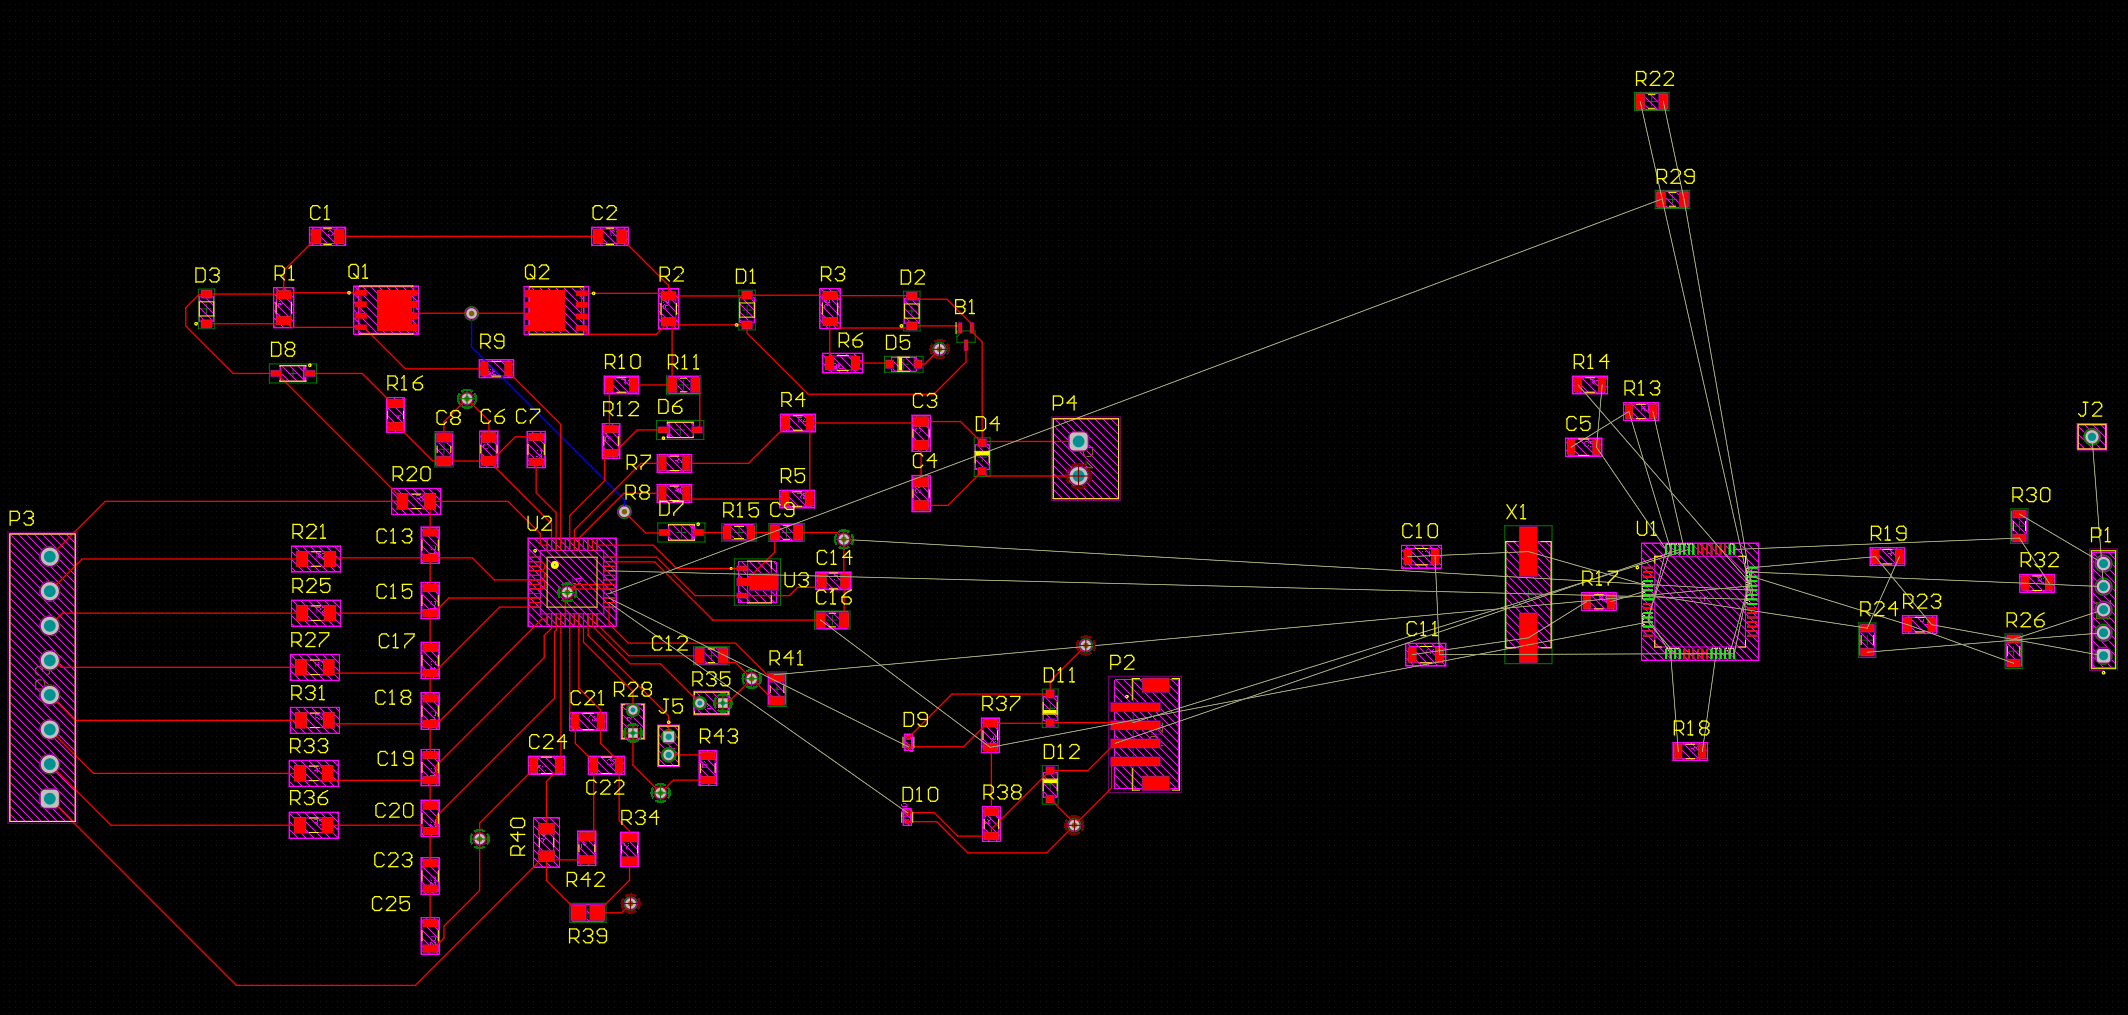 R22
R29
C1
C2
D3
R1
Q1
Q2
R2
D1
R3
D2
B1
R9
D8
R6
D5
R10
R11
R14
R16
R13
C8
C6
C7
R12
D6
R4
C3
D4
P4
C5
J2
R7
C4
R20
R8
R5
R30
P3
D7
R15
C9
X1
R21
C13
U2
C10
U1
R19
P1
C14
U3
R25
C15
C16
R17
R32
R27
C17
C12
R41
C11
R24
R23
R26
R31
C18
C21
R28
R35
J5
D11
P2
R33
C19
C24
R43
D9
R37
D12
R18
R36
C20
C22
D10
R38
R40
R34
C23
R42
C25
R39